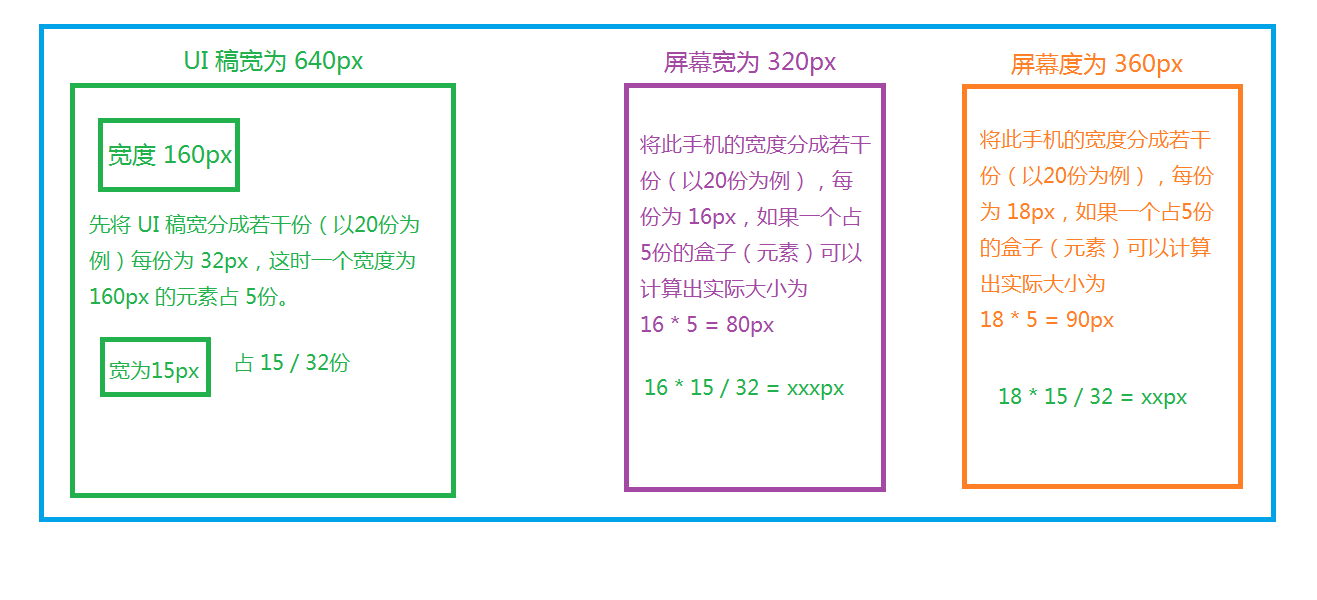 UI 稿宽为 640px
宽度 160px
先将 UI 稿宽分成若干份（以20份为
例）每份为 32px，这时一个宽度为
160px 的元素占 5份。
宽为15px
占 15 / 32份
屏幕宽为 320px
将此手机的宽度分成若干
份（以20份为例），每
份为 16px，如果一个占
5份的盒子（元素）可以
计算出实际大小为
16 * 5 = 80px
16 * 15 / 32 = xxxpx
屏幕度为 360px
将此手机的宽度分成若干
份（以20份为例），每份
为 18px，如果一个占5份
的盒子（元素）可以计算
出实际大小为
18 * 5 = 90px
18 * 15 / 32 = xxpx